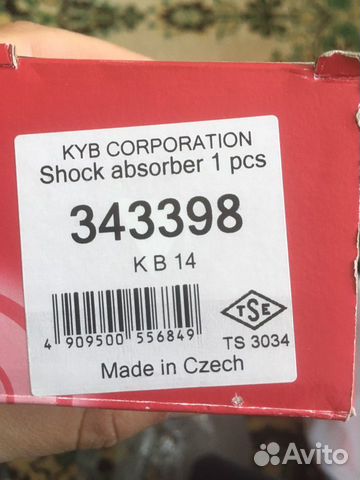 KYB CORPORATION
Shock absorber 1 pcs
343398
K B 14
4 909500 556849
TSE
TS 3034
Made in Czech
Avito